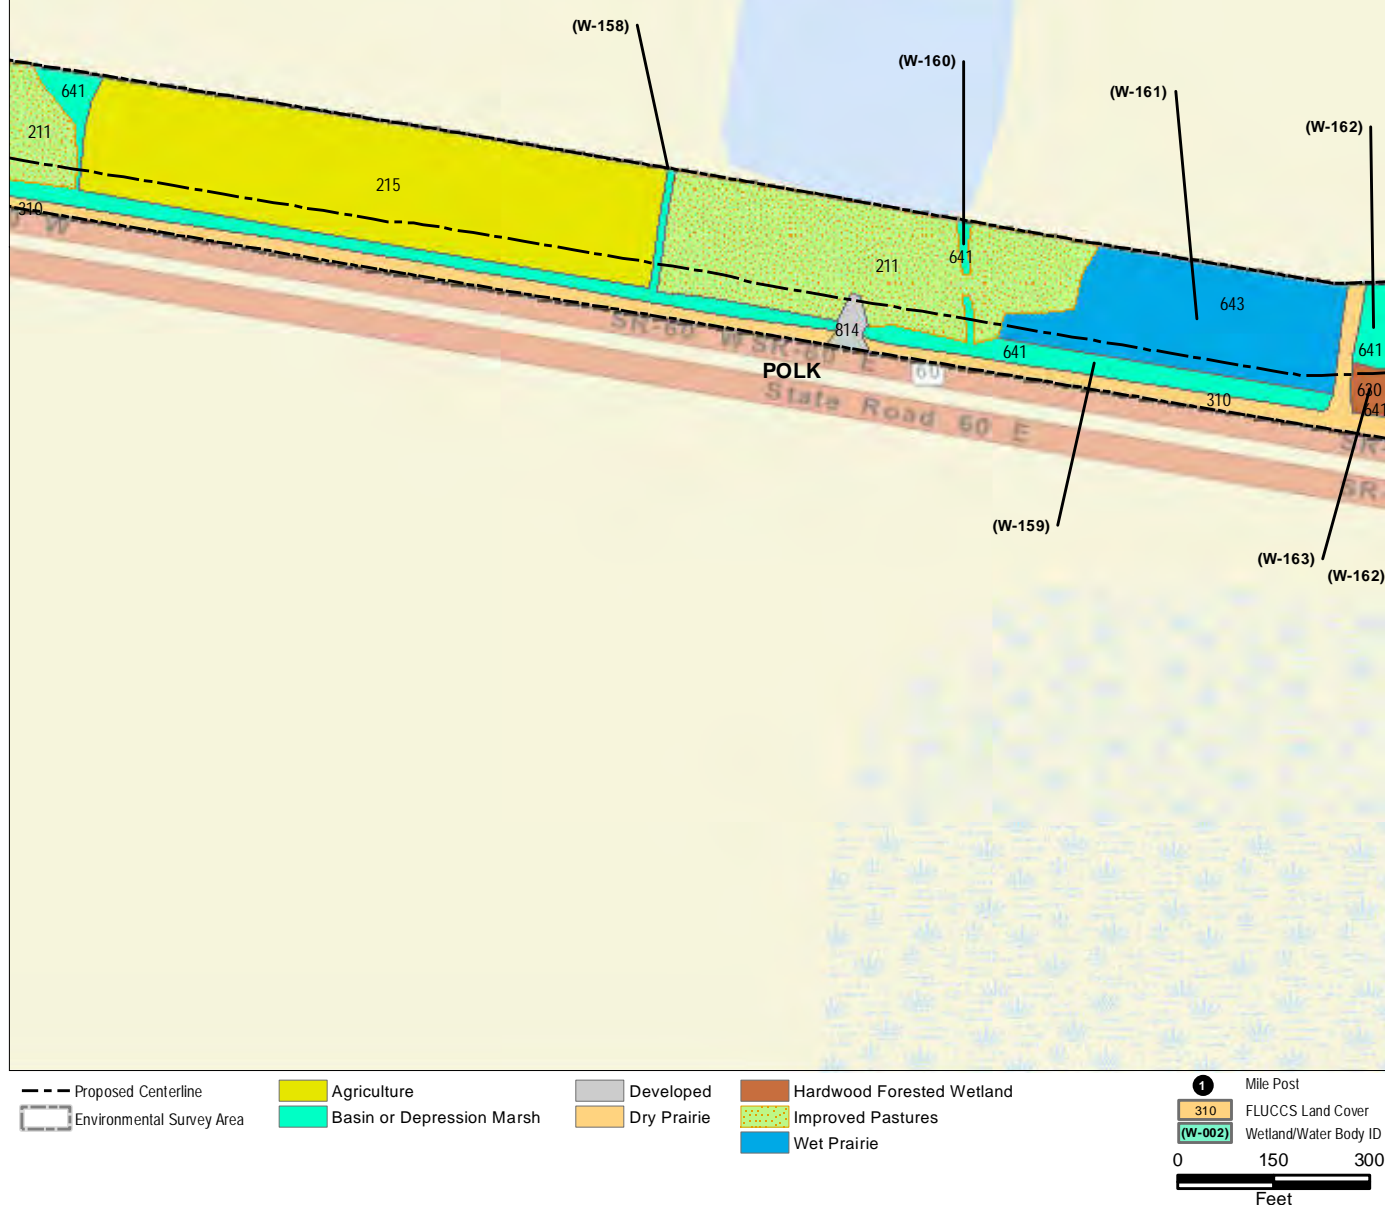 (W-158)
(W-160)
(W-161)
(W-162)
641
211
215
310
W
641
211
643
641
814
641
630
641
310
SR-60 W SR-60 E
POLK
60
State Road 60 E
SR-
SR-
(W-159)
(W-163)
(W-162)
Proposed Centerline
Environmental Survey Area
Agriculture
Basin or Depression Marsh
Developed
Dry Prairie
Hardwood Forested Wetland
Improved Pastures
Wet Prairie
1 Mile Post
310 FLUCCS Land Cover
(W-002) Wetland/Water Body ID
0 150 300
Feet